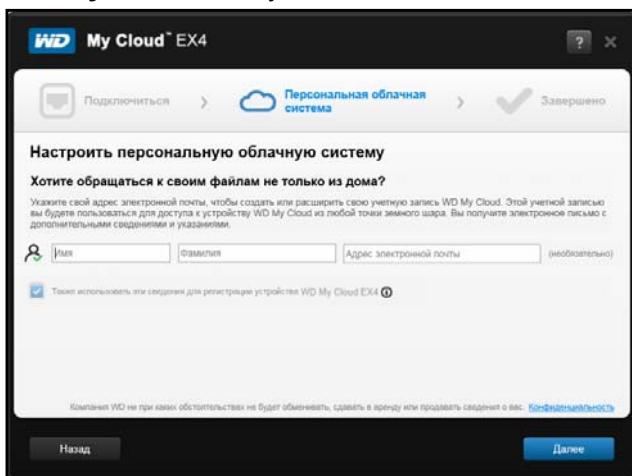 WD My Cloud™ EX4 ? ×
Подключиться > Персональная облачная система > Завершено
Настроить персональную облачную систему
Хотите обращаться к своим файлам не только из дома?
Укажите свой адрес электронной почты, чтобы создать или расширить свою учетную запись WD My Cloud. Этой учетной записью
вы будете пользоваться для доступа к устройству WD My Cloud из любой точки земного шара. Вы получите электронное письмо с
дополнительными сведениями и указаниями.
Имя Фамилия Адрес электронной почты (необязательно)
Также использовать эти сведения для регистрации устройства WD My Cloud EX4
Компания WD не при каких обстоятельствах не будет обменивать, сдавать в аренду или продавать сведения о вас. Конфиденциальность
Назад Далее